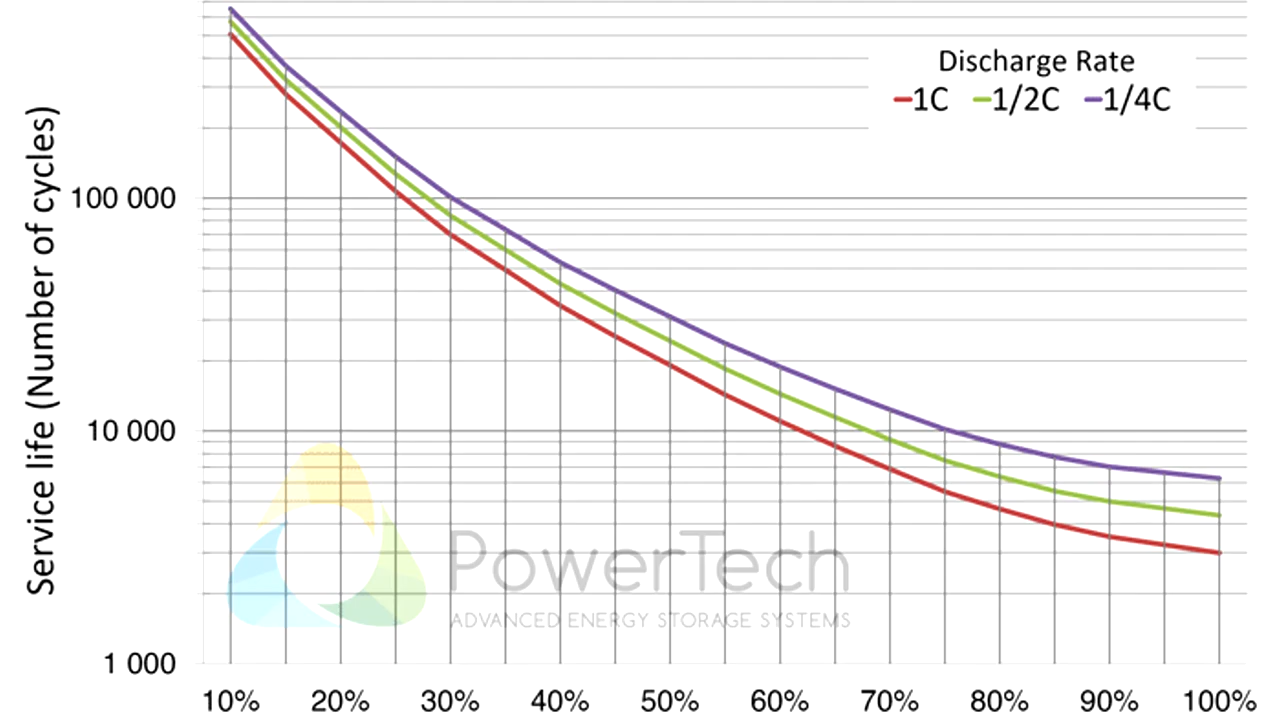 Discharge Rate
1C 1/2C 1/4C
Service life (Number of cycles)
100 000
10 000
1 000
PowerTech
ADVANCED ENERGY STORAGE SYSTEMS
10% 20% 30% 40% 50% 60% 70% 80% 90% 100%